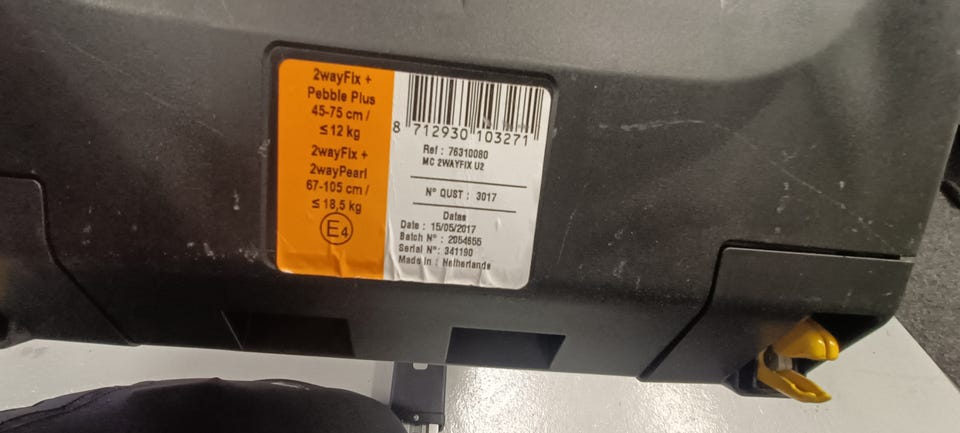 2wayFix +
Pebble Plus
45-75 cm /
≤ 12 kg
2wayFix +
2wayPearl
67-105 cm /
≤ 18,5 kg
E4
8 712930 103271
Ref : 76310080
MC 2WAYFIX U2
N° QUST : 3017
Datas
Date : 15/05/2017
Batch N° : 2054655
Serial N° : 341190
Made in : Netherlands